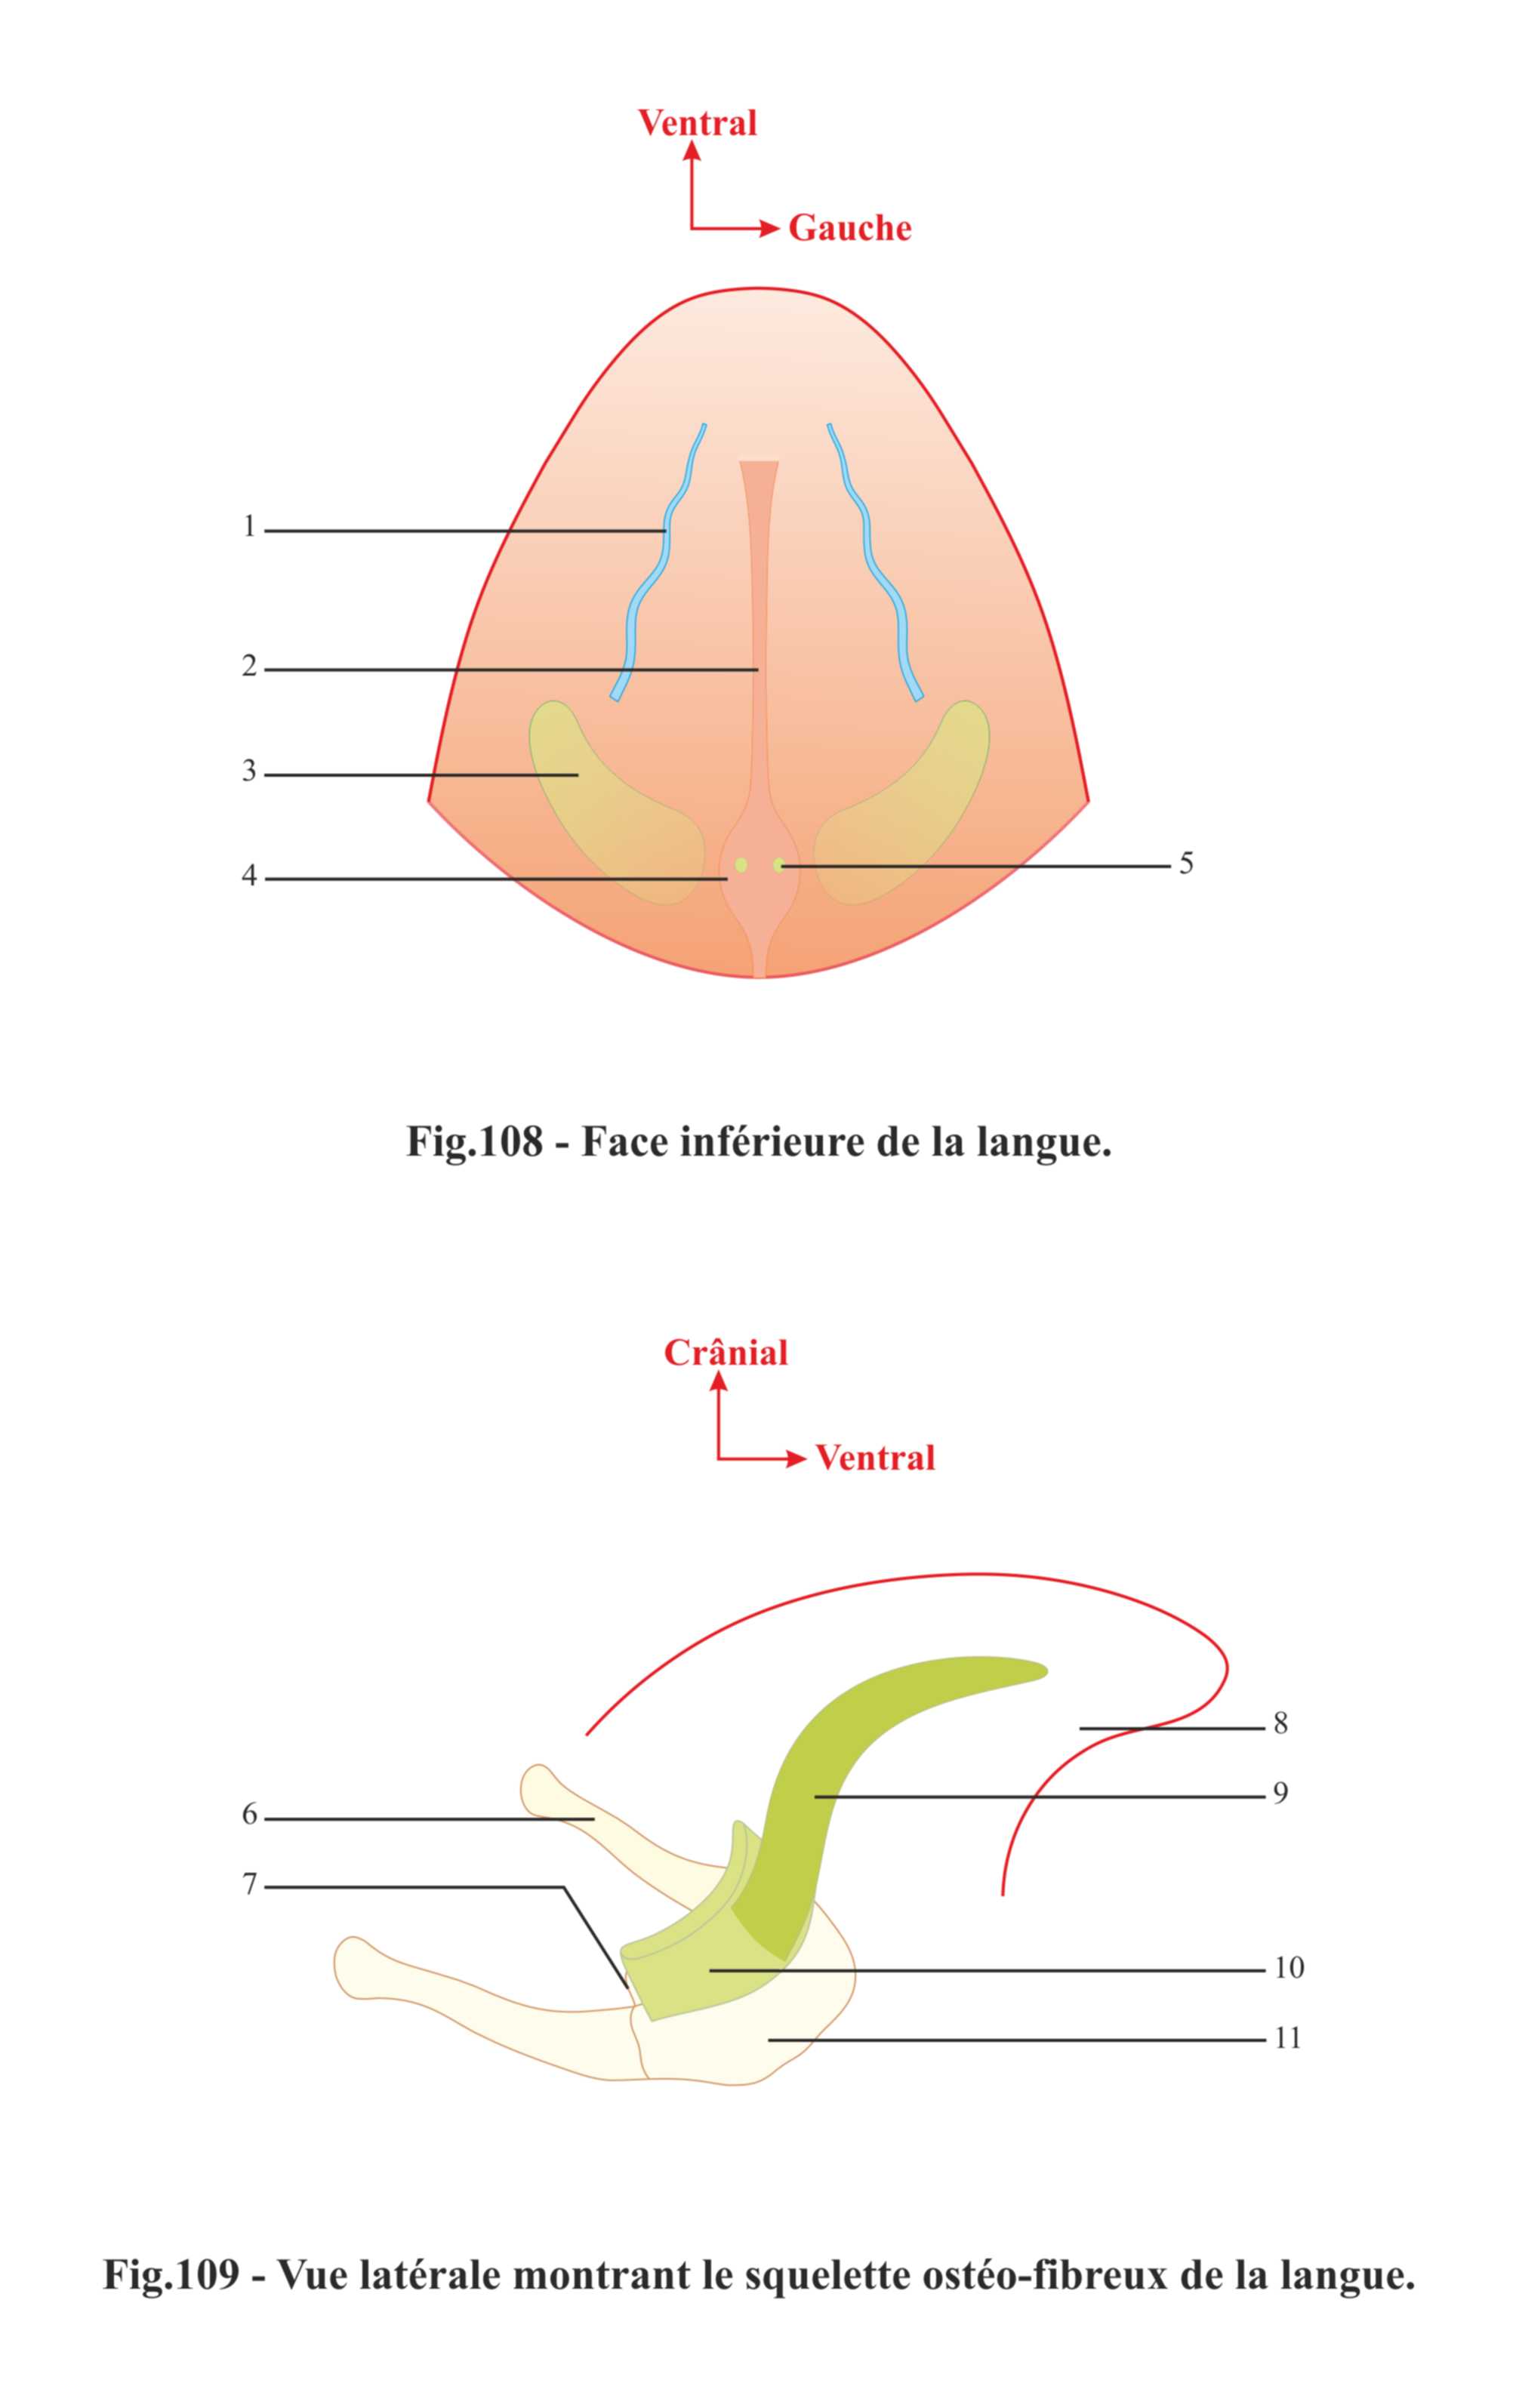 Ventral
Gauche
1
2
3
4
5
Fig.108 - Face inférieure de la langue.
Crânial
Ventral
6
7
8
9
10
11
Fig.109 - Vue latérale montrant le squelette ostéo-fibreux de la langue.